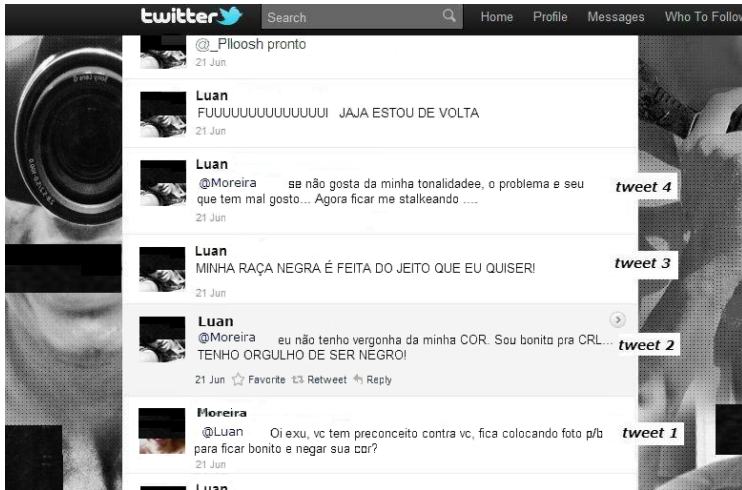 twitter Search Home Profile Messages Who To Follow
@_Plloosh pronto
21 Jun
Luan
FUUUUUUUUUUUUUUI JAJA ESTOU DE VOLTA
21 Jun
Luan
@Moreira se não gosta da minha tonalidadee, o problema e seu
que tem mal gosto... Agora ficar me stalkeando ....
21 Jun
tweet 4
Luan
MINHA RAÇA NEGRA É FEITA DO JEITO QUE EU QUISER!
21 Jun
tweet 3
Luan
@Moreira eu não tenho vergonha da minha COR. Sou bonito pra CRL...
TENHO ORGULHO DE SER NEGRO!
21 Jun Favorite Retweet Reply
tweet 2
Moreira
@Luan Oi exu, vc tem preconceito contra vc, fica colocando foto p/b
para ficar bonito e negar sua cor?
21 Jun
tweet 1
Luan